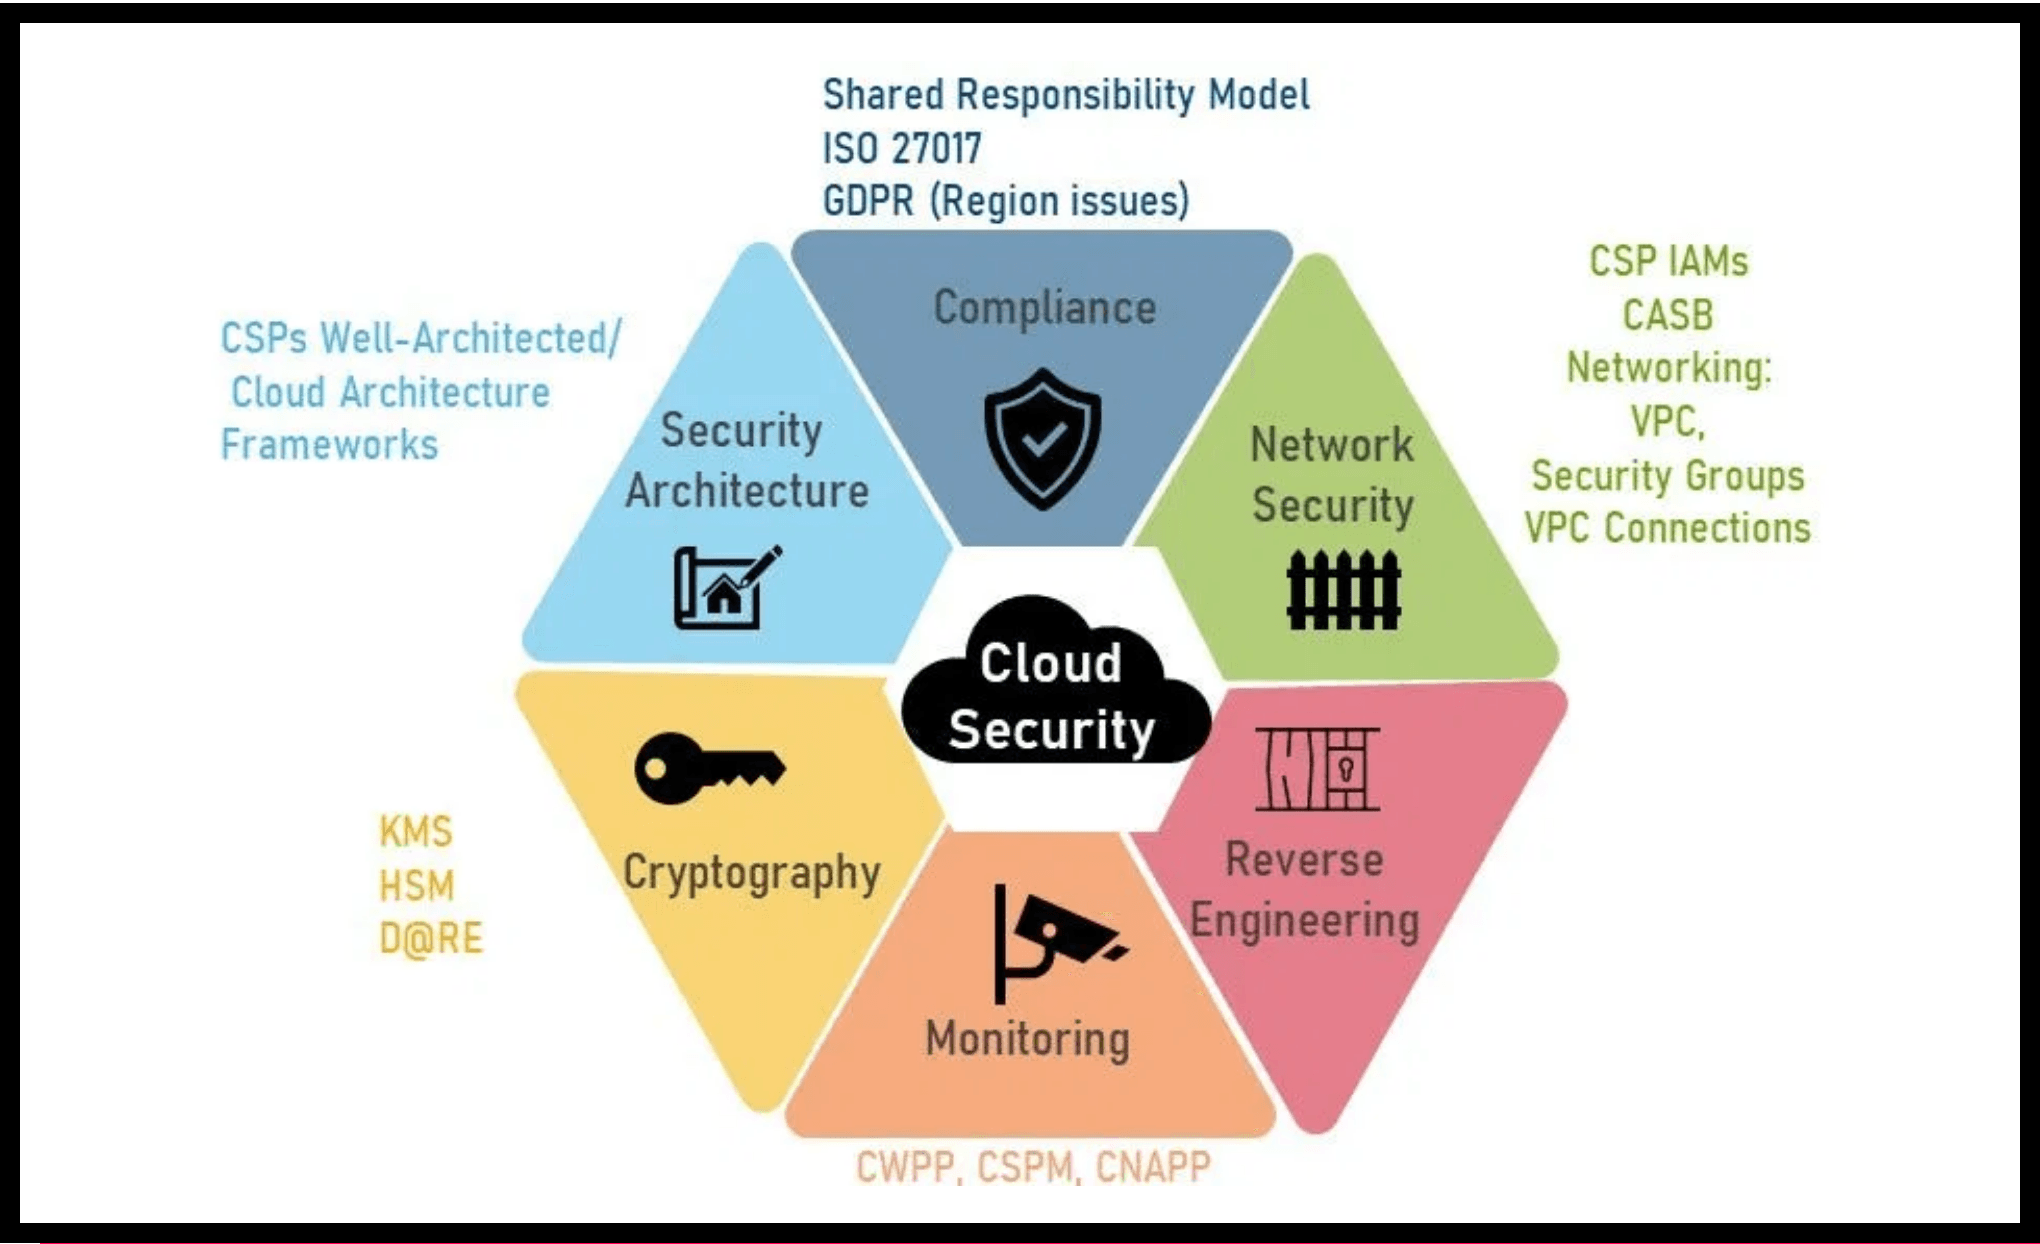 Shared Responsibility Model
ISO 27017
GDPR (Region issues)
Compliance
CSP IAMs
CASB
Networking:
VPC,
Security Groups
VPC Connections
Network
Security
CSPs Well-Architected/
Cloud Architecture
Frameworks
Security
Architecture
Cloud
Security
Reverse
Engineering
KMS
HSM
D@RE
Cryptography
Monitoring
CWPP, CSPM, CNAPP